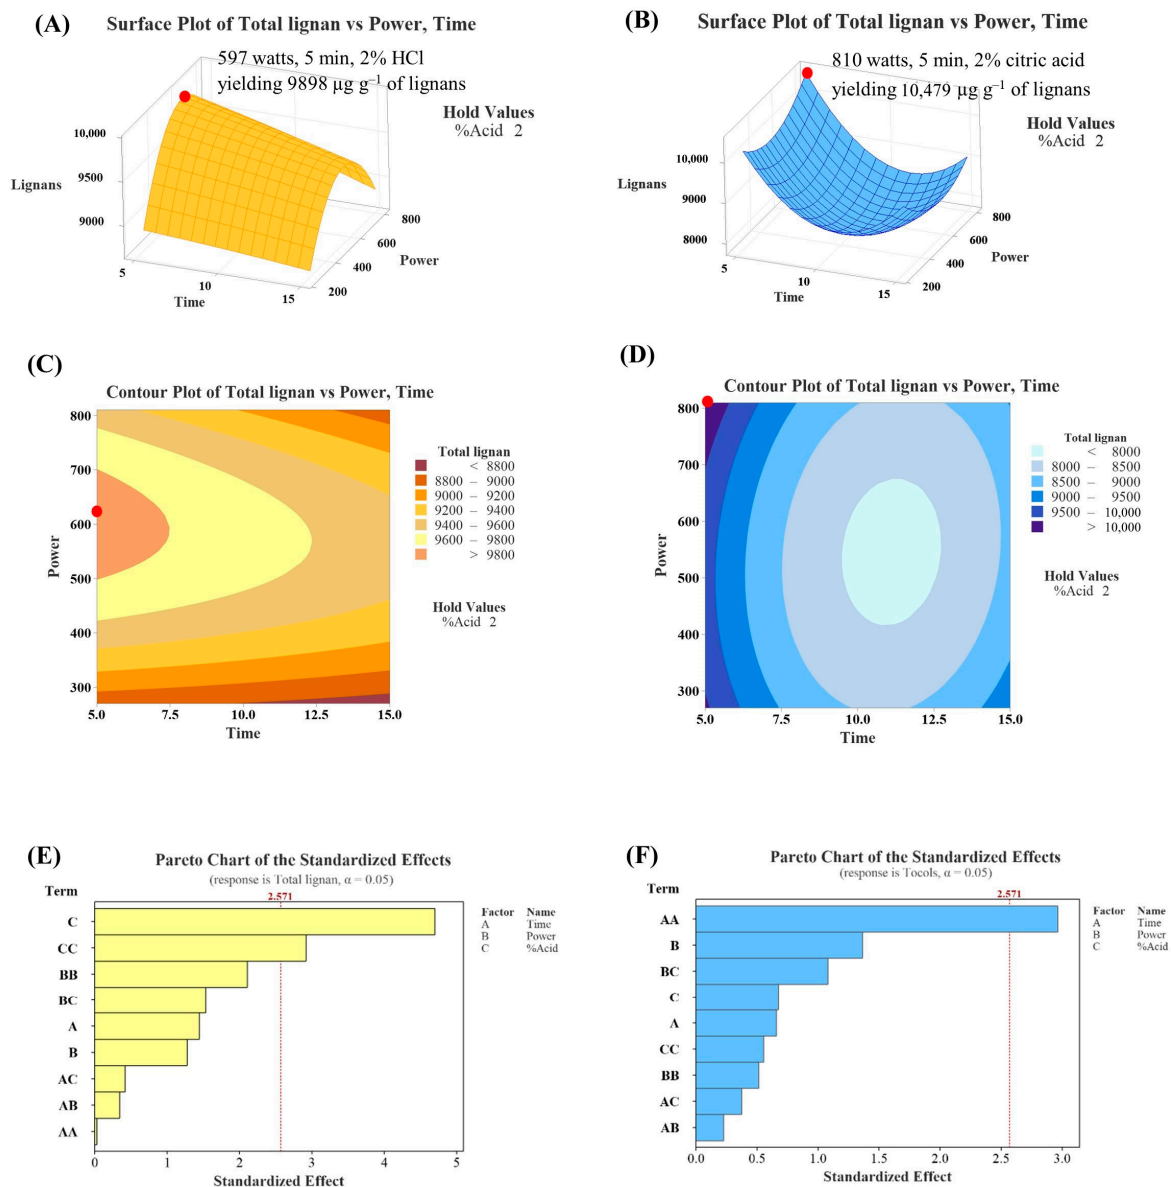 (A)
Surface Plot of Total lignan vs Power, Time
597 watts, 5 min, 2% HCl
yielding 9898 µg g⁻¹ of lignans
Hold Values
%Acid 2
10,000
9500
9000
Lignans
5
10
15
Time
200
400
600
800
Power
(B)
Surface Plot of Total lignan vs Power, Time
810 watts, 5 min, 2% citric acid
yielding 10,479 µg g⁻¹ of lignans
Hold Values
%Acid 2
10,000
9000
8000
Lignans
5
10
15
Time
200
400
600
800
Power
(C)
Contour Plot of Total lignan vs Power, Time
800
700
600
500
400
300
Power
5.0
7.5
10.0
12.5
15.0
Time
Total lignan
< 8800
8800 – 9000
9000 – 9200
9200 – 9400
9400 – 9600
9600 – 9800
> 9800
Hold Values
%Acid 2
(D)
Contour Plot of Total lignan vs Power, Time
800
700
600
500
400
300
Power
5.0
7.5
10.0
12.5
15.0
Time
Total lignan
< 8000
8000 – 8500
8500 – 9000
9000 – 9500
9500 – 10,000
> 10,000
Hold Values
%Acid 2
(E)
Pareto Chart of the Standardized Effects
(response is Total lignan, α = 0.05)
Term
2.571
C
CC
BB
BC
A
B
AC
AB
AA
0
1
2
3
4
5
Standardized Effect
Factor Name
A Time
B Power
C %Acid
(F)
Pareto Chart of the Standardized Effects
(response is Tocols, α = 0.05)
Term
2.571
AA
B
BC
C
A
CC
BB
AC
AB
0.0
0.5
1.0
1.5
2.0
2.5
3.0
Standardized Effect
Factor Name
A Time
B Power
C %Acid